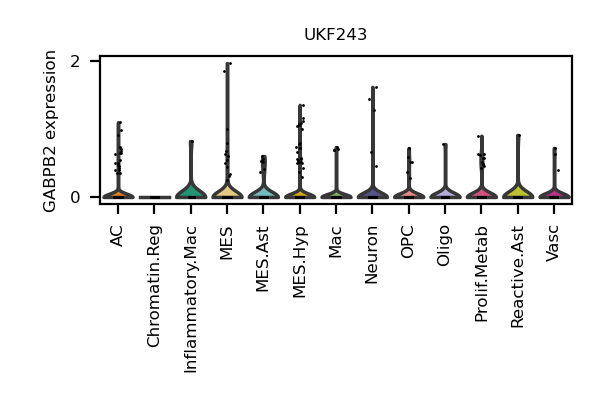 UKF243
GABPB2 expression
2
0
AC
Chromatin.Reg
Inflammatory.Mac
MES
MES.Ast
MES.Hyp
Mac
Neuron
OPC
Oligo
Prolif.Metab
Reactive.Ast
Vasc